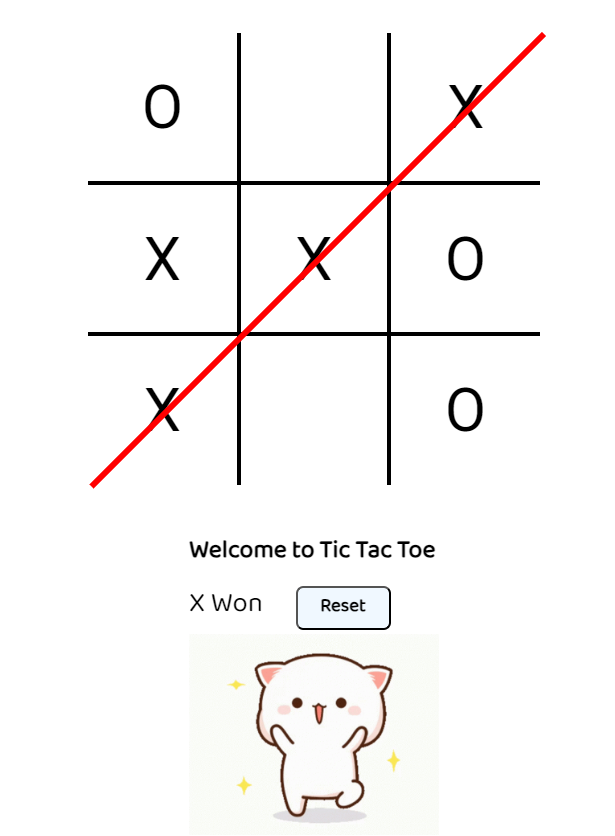 O X
X X O
X O
Welcome to Tic Tac Toe
X Won Reset